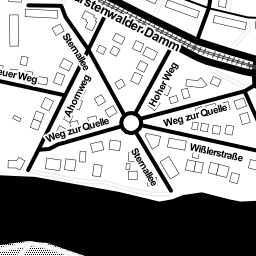 Fürstenwalder Damm
Sternallee
euer Weg
Ahornweg
Hoher Weg
Weg zur Quelle
Weg zur Quelle
Wißlerstraße
Sternallee